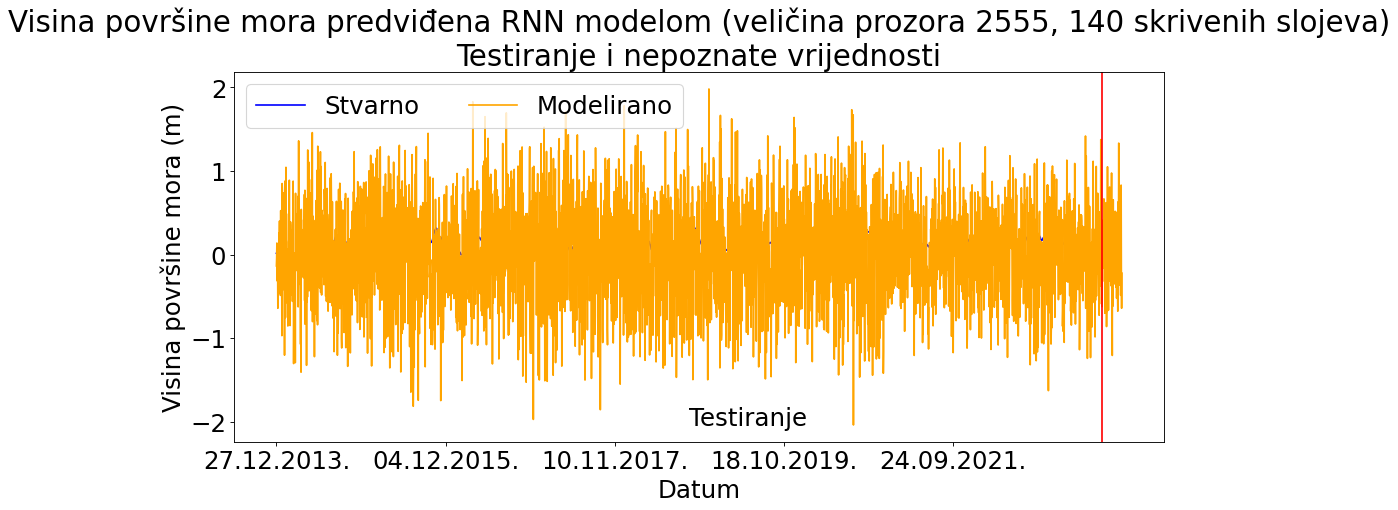 Visina površine mora predviđena RNN modelom (veličina prozora 2555, 140 skrivenih slojeva)
Testiranje i nepoznate vrijednosti
Stvarno
Modelirano
Visina površine mora (m)
2
1
0
−1
−2
Testiranje
27.12.2013.
04.12.2015.
10.11.2017.
18.10.2019.
24.09.2021.
Datum